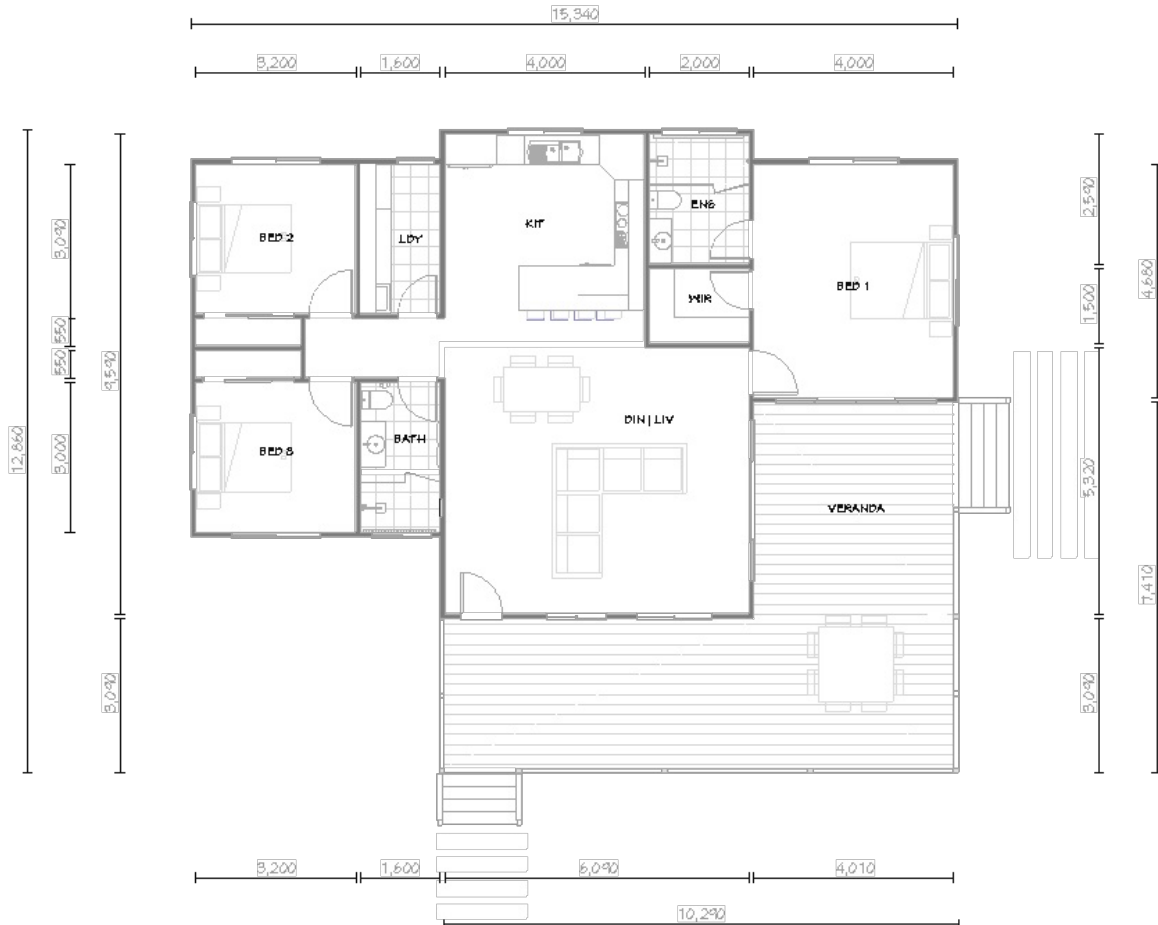 15,340
3,200 1,600 4,000 2,000 4,000
2,590
ENS
3,090
BED 2
LDY
KIT
4,680
BED 1
WIR
1,500
550
550
9,590
DIN | LIV
BATH
BED 3
3,000
12,860
5,320
VERANDA
7,410
3,090
3,090
3,200 1,600 6,090 4,010
10,290